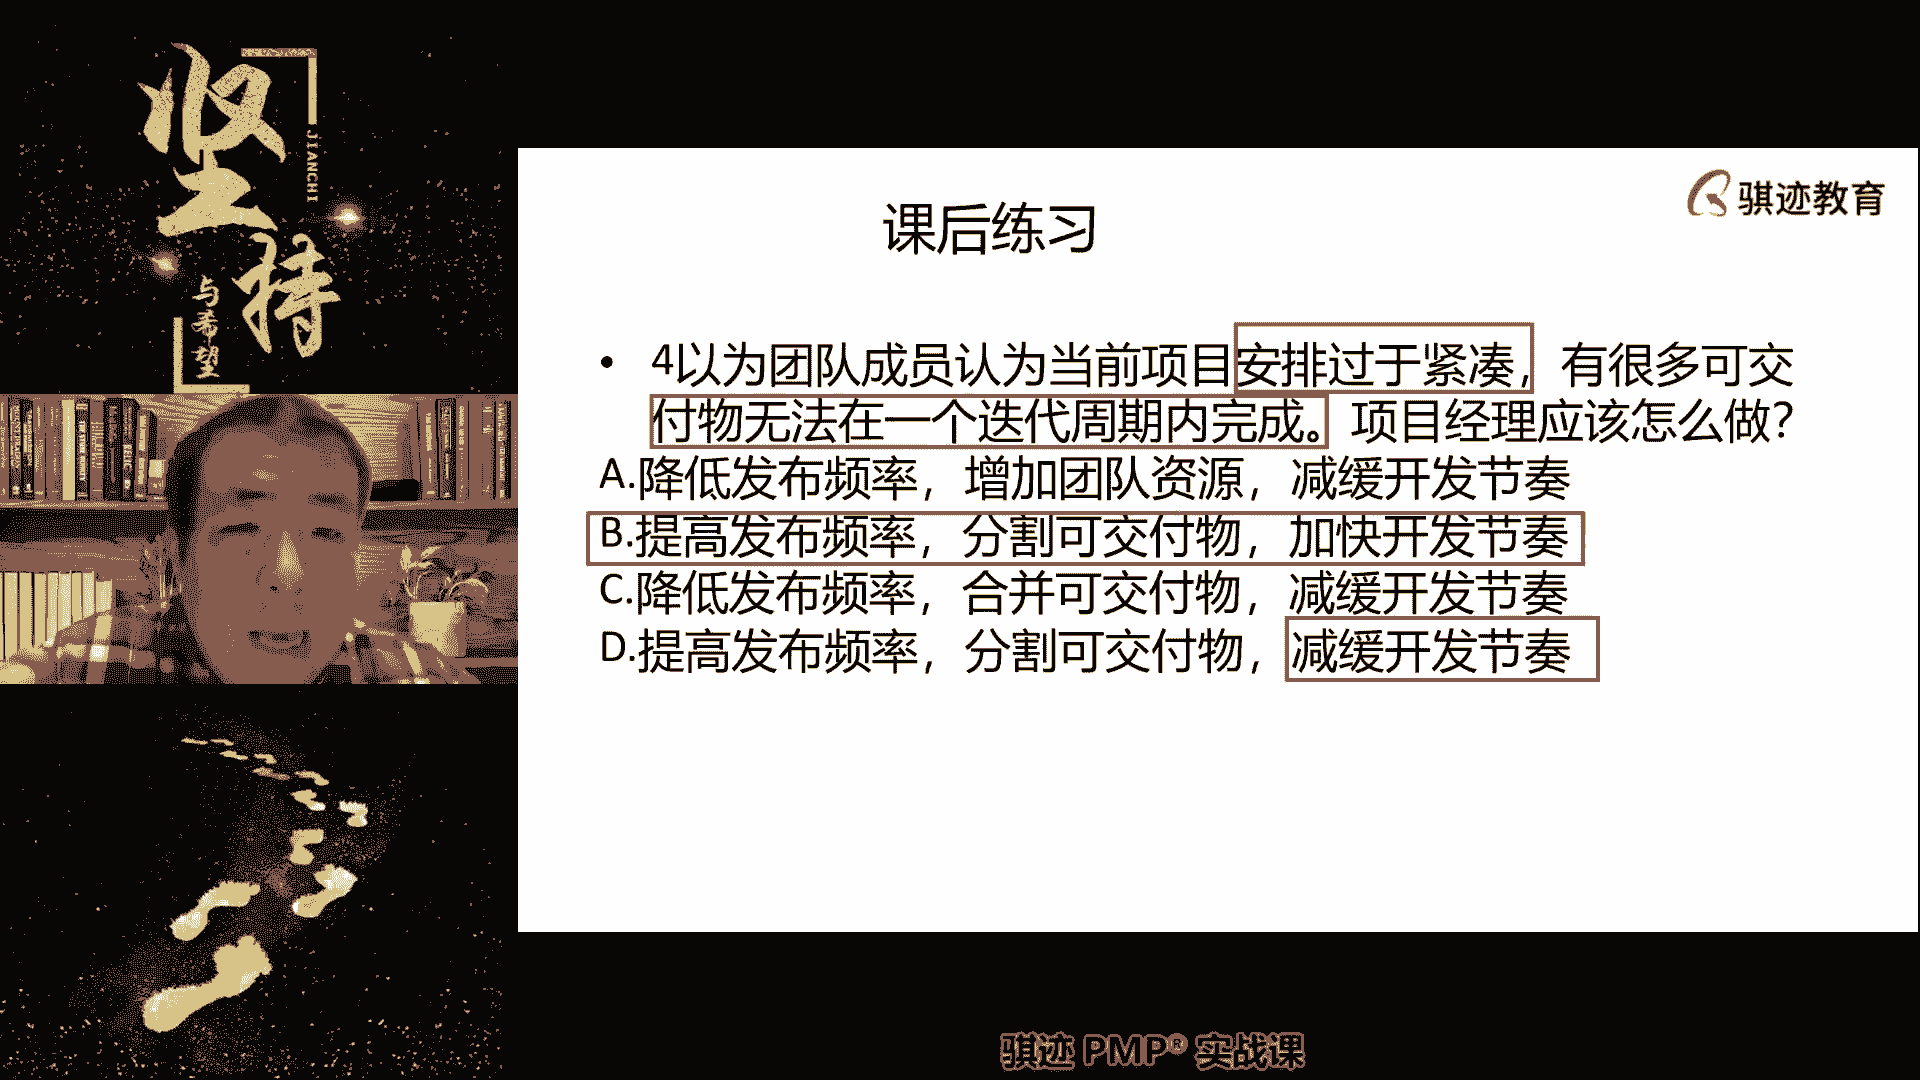 坚持
JIANCHI
与希望
骐迹教育
课后练习
• 4以为团队成员认为当前项目安排过于紧凑，有很多可交
付物无法在一个迭代周期内完成。项目经理应该怎么做?
A.降低发布频率，增加团队资源，减缓开发节奏
B.提高发布频率，分割可交付物，加快开发节奏
C.降低发布频率，合并可交付物，减缓开发节奏
D.提高发布频率，分割可交付物，减缓开发节奏
骐迹 PMP® 实战课